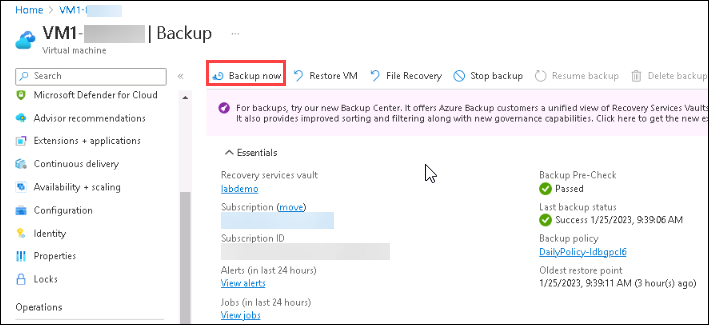 Home > VM1-
VM1- | Backup ...
Virtual machine
Search «
Backup now Restore VM File Recovery Stop backup Resume backup Delete backup
Microsoft Defender for Cloud
Advisor recommendations
Extensions + applications
Continuous delivery
Availability + scaling
Configuration
Identity
Properties
Locks
Operations
For backups, try our new Backup Center. It offers Azure Backup customers a unified view of Recovery Services Vaults
It also provides improved sorting and filtering along with new governance capabilities. Click here to get the new ex
Essentials
Recovery services vault
labdemo
Subscription (move)
Subscription ID
Alerts (in last 24 hours)
View alerts
Jobs (in last 24 hours)
View jobs
Backup Pre-Check
Passed
Last backup status
Success 1/25/2023, 9:39:06 AM
Backup policy
DailyPolicy-ldbgpcl6
Oldest restore point
1/25/2023, 9:39:11 AM (3 hour(s) ago)